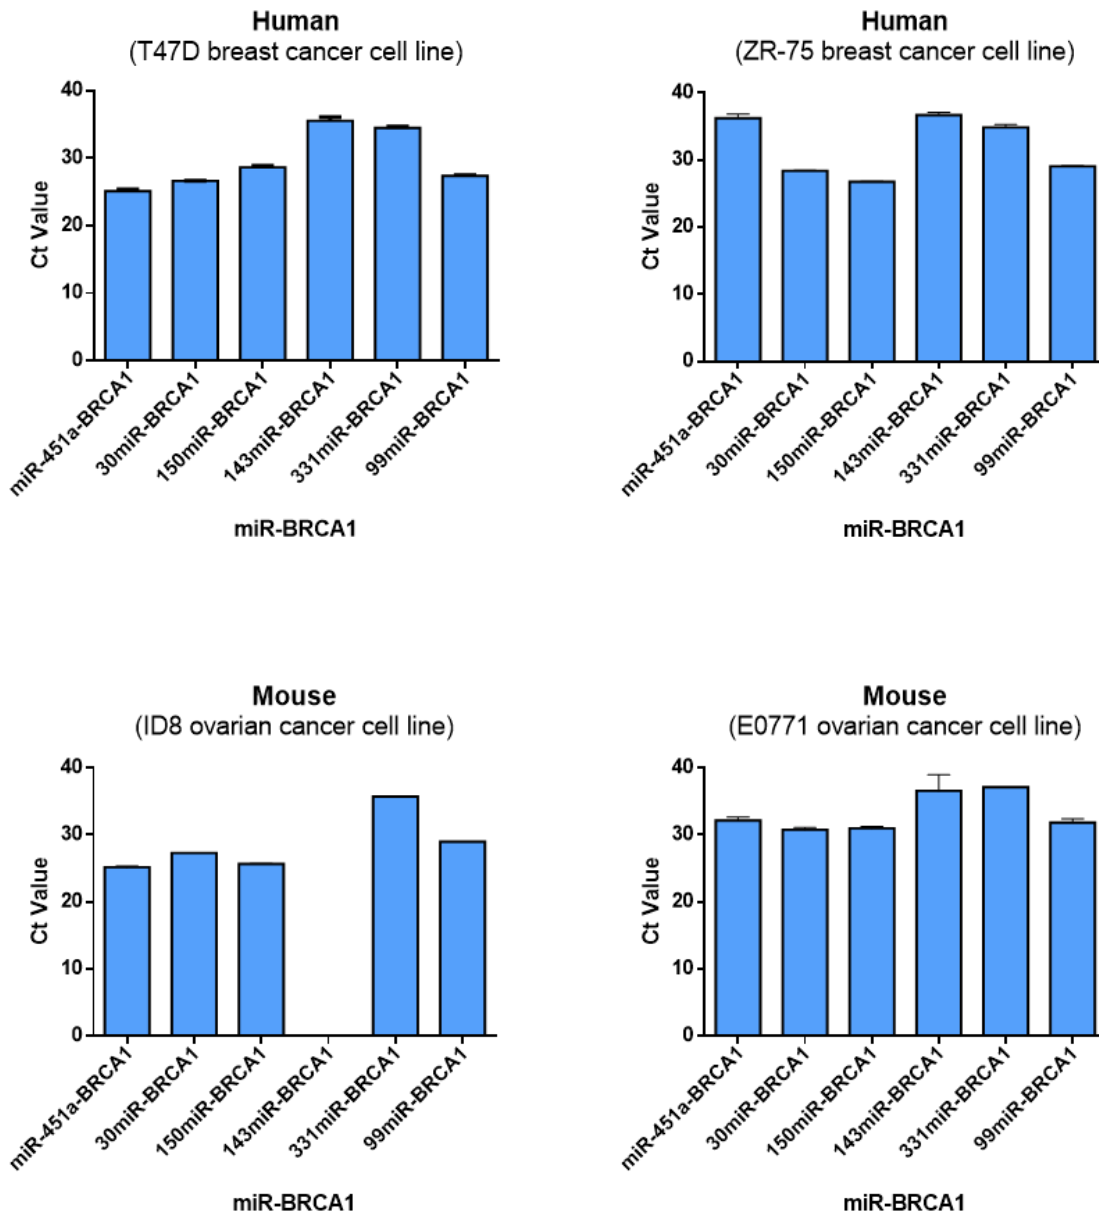 Human
(T47D breast cancer cell line)
40
30
20
10
0
Ct Value
miR-451a-BRCA1
30miR-BRCA1
150miR-BRCA1
143miR-BRCA1
331miR-BRCA1
99miR-BRCA1
miR-BRCA1
Human
(ZR-75 breast cancer cell line)
40
30
20
10
0
Ct Value
miR-451a-BRCA1
30miR-BRCA1
150miR-BRCA1
143miR-BRCA1
331miR-BRCA1
99miR-BRCA1
miR-BRCA1
Mouse
(ID8 ovarian cancer cell line)
40
30
20
10
0
Ct Value
miR-451a-BRCA1
30miR-BRCA1
150miR-BRCA1
143miR-BRCA1
331miR-BRCA1
99miR-BRCA1
miR-BRCA1
Mouse
(E0771 ovarian cancer cell line)
40
30
20
10
0
Ct Value
miR-451a-BRCA1
30miR-BRCA1
150miR-BRCA1
143miR-BRCA1
331miR-BRCA1
99miR-BRCA1
miR-BRCA1